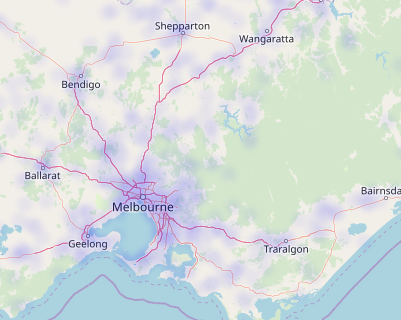 Shepparton
Wangaratta
Bendigo
Ballarat
Melbourne
Bairnsda
Geelong
Traralgon